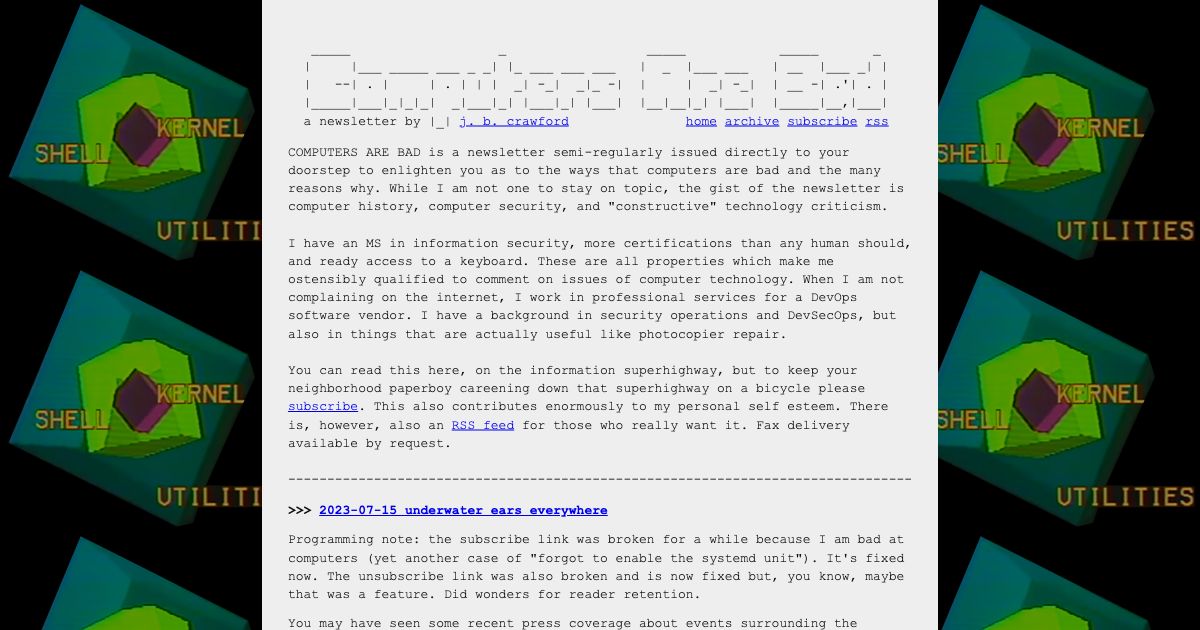 Computers Are Bad
a newsletter by |_| j. b. crawford home archive subscribe rss
COMPUTERS ARE BAD is a newsletter semi-regularly issued directly to your
doorstep to enlighten you as to the ways that computers are bad and the many
reasons why. While I am not one to stay on topic, the gist of the newsletter is
computer history, computer security, and "constructive" technology criticism.
I have an MS in information security, more certifications than any human should,
and ready access to a keyboard. These are all properties which make me
ostensibly qualified to comment on issues of computer technology. When I am not
complaining on the internet, I work in professional services for a DevOps
software vendor. I have a background in security operations and DevSecOps, but
also in things that are actually useful like photocopier repair.
You can read this here, on the information superhighway, but to keep your
neighborhood paperboy careening down that superhighway on a bicycle please
subscribe. This also contributes enormously to my personal self esteem. There
is, however, also an RSS feed for those who really want it. Fax delivery
available by request.
--------------------------------------------------------------------------------
>>> 2023-07-15 underwater ears everywhere
Programming note: the subscribe link was broken for a while because I am bad at
computers (yet another case of "forgot to enable the systemd unit"). It's fixed
now. The unsubscribe link was also broken and is now fixed but, you know, maybe
that was a feature. Did wonders for reader retention.
You may have seen some recent press coverage about events surrounding the
KERNEL
SHELL
UTILITI
KERNEL
SHELL
UTILITI
KERNEL
SHELL
UTILITIES
KERNEL
SHELL
UTILITIES